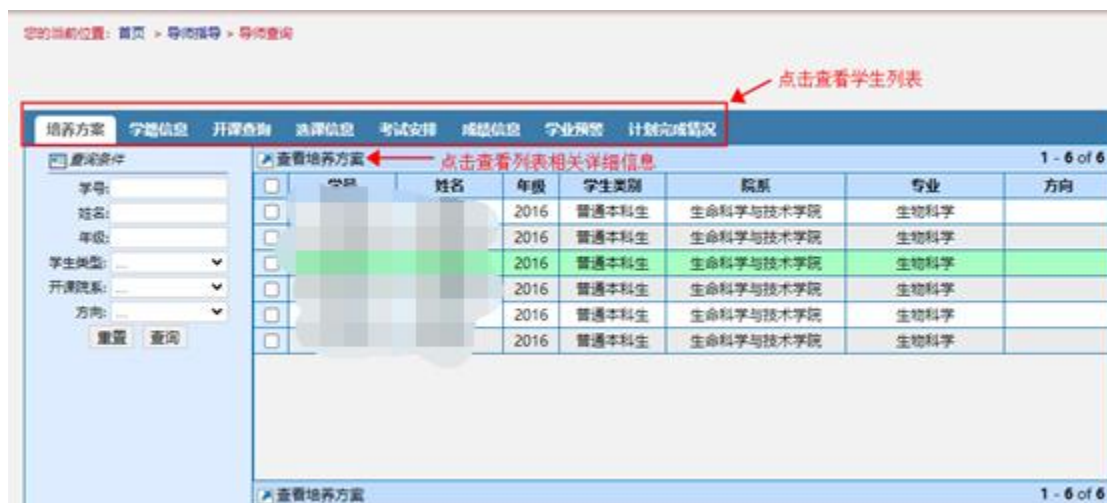 您的当前位置：首页 > 导师指导 > 导师查询
点击查看学生列表
培养方案 学籍信息 开课查询 选课信息 考试安排 成绩信息 学业预警 计划完成情况
查询条件
查看培养方案 点击查看列表相关详细信息 1 - 6 of 6
学号 姓名 年级 学生类别 院系 专业 方向
学号:
2016 普通本科生 生命科学与技术学院 生物科学
姓名:
2016 普通本科生 生命科学与技术学院 生物科学
年级:
2016 普通本科生 生命科学与技术学院 生物科学
学生类型: ...
2016 普通本科生 生命科学与技术学院 生物科学
开课院系: ...
2016 普通本科生 生命科学与技术学院 生物科学
方向: ...
2016 普通本科生 生命科学与技术学院 生物科学
重置 查询
查看培养方案 1 - 6 of 6